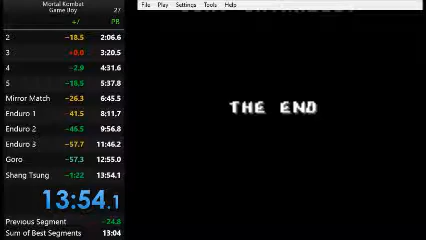 Mortal Kombat
Game Boy 27
+/- PB
2 −18.5 2:06.6
3 +0.0 3:20.5
4 −2.9 4:31.6
5 −15.5 5:37.8
Mirror Match −26.3 6:45.5
Enduro 1 −41.5 8:11.7
Enduro 2 −46.5 9:56.8
Enduro 3 −57.7 11:46.2
Goro −57.3 12:55.0
Shang Tsung −1:22 13:54.1
13:54.1
Previous Segment −24.8
Sum of Best Segments 13:04
File Play Settings Tools Help
THE END